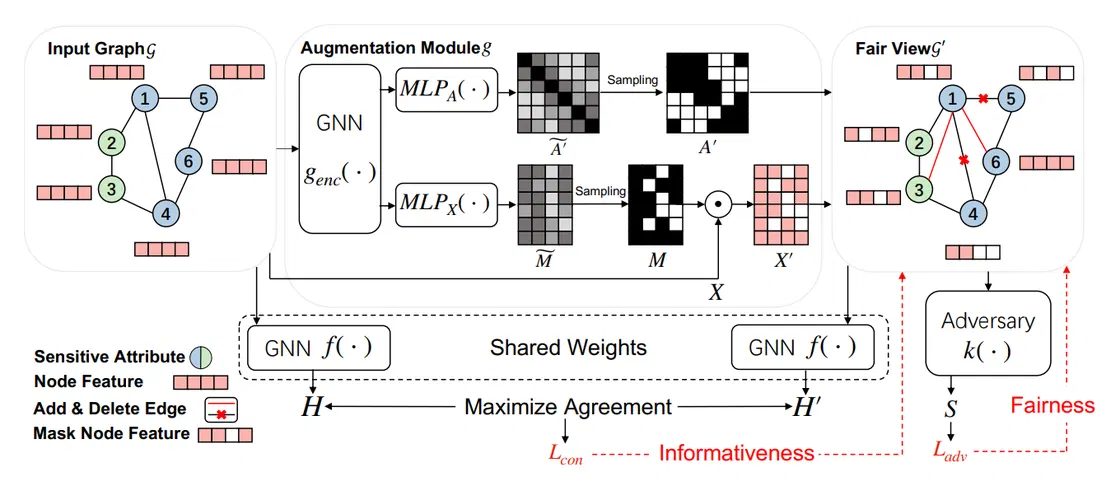 Input Graph 𝒢
Augmentation Module g
Fair View 𝒢′
1
5
2
6
3
4
GNN
g_enc(·)
MLP_A(·)
MLP_X(·)
Sampling
Ã′
A′
Sampling
M̃
M
X′
X
1
5
2
6
3
4
GNN f(·)
Shared Weights
GNN f(·)
Adversary
k(·)
Sensitive Attribute
Node Feature
Add & Delete Edge
Mask Node Feature
H
Maximize Agreement
H′
S
Fairness
L_con
Informativeness
L_adv